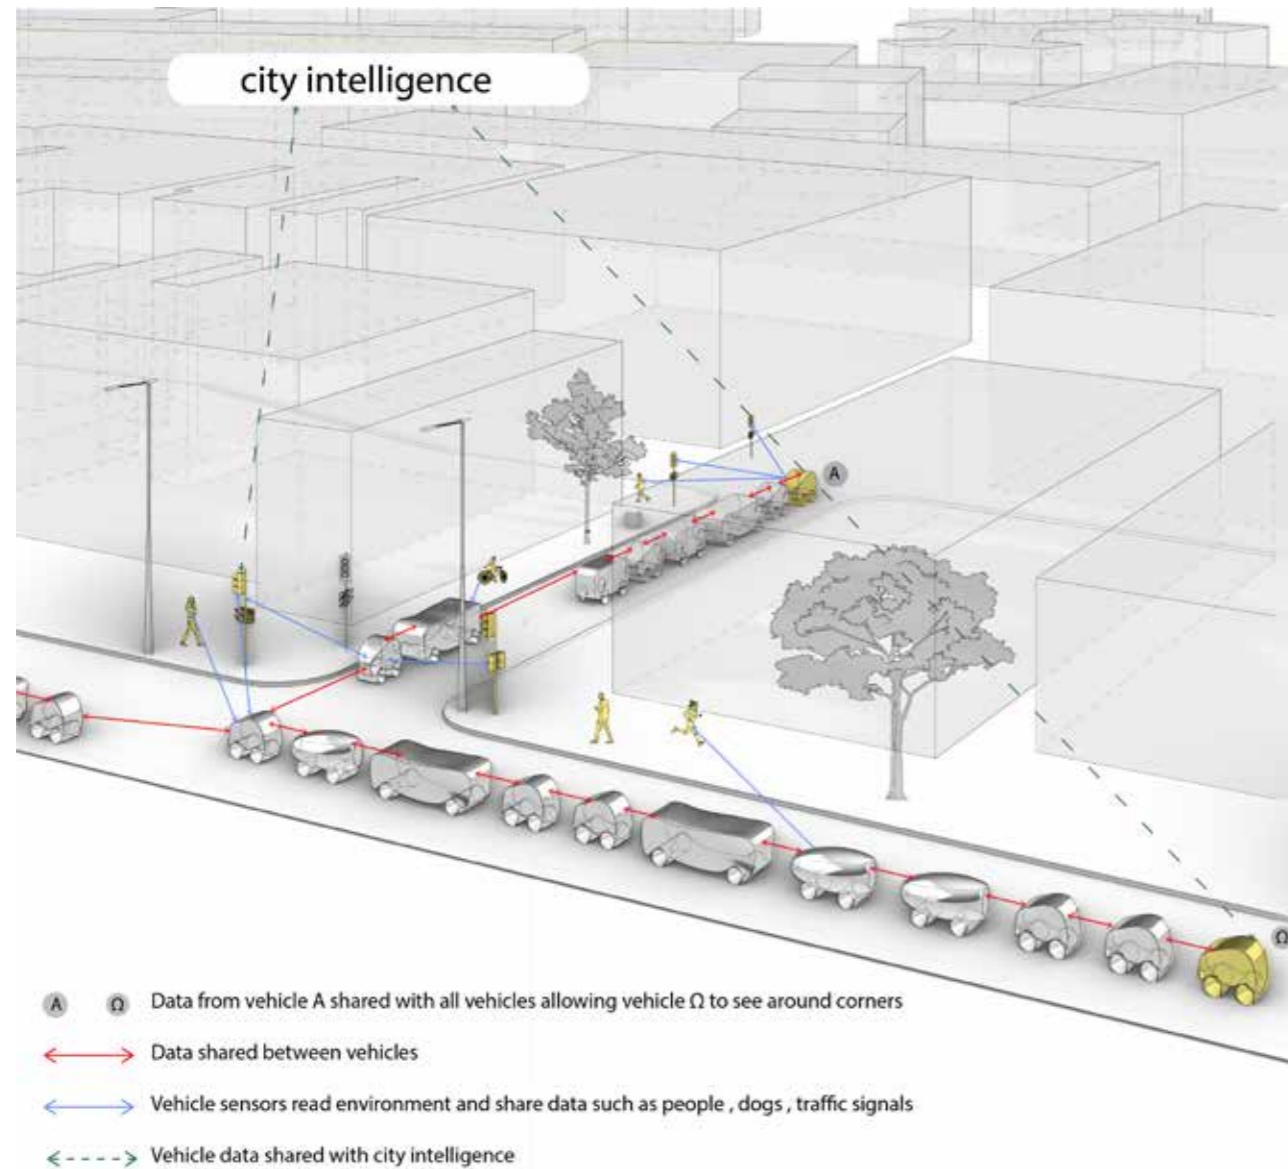 city intelligence
A
Ω
A Ω Data from vehicle A shared with all vehicles allowing vehicle Ω to see around corners
Data shared between vehicles
Vehicle sensors read environment and share data such as people , dogs , traffic signals
Vehicle data shared with city intelligence